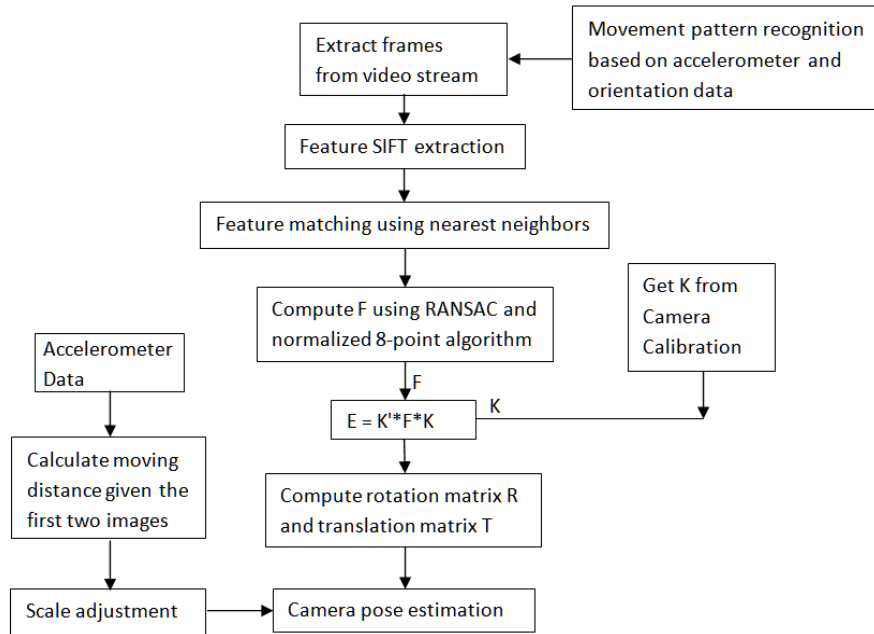 Extract frames
from video stream
Movement pattern recognition
based on accelerometer and
orientation data
Feature SIFT extraction
Feature matching using nearest neighbors
Compute F using RANSAC and
normalized 8-point algorithm
Get K from
Camera
Calibration
Accelerometer
Data
F
K
E = K'*F*K
Calculate moving
distance given the
first two images
Compute rotation matrix R
and translation matrix T
Scale adjustment
Camera pose estimation